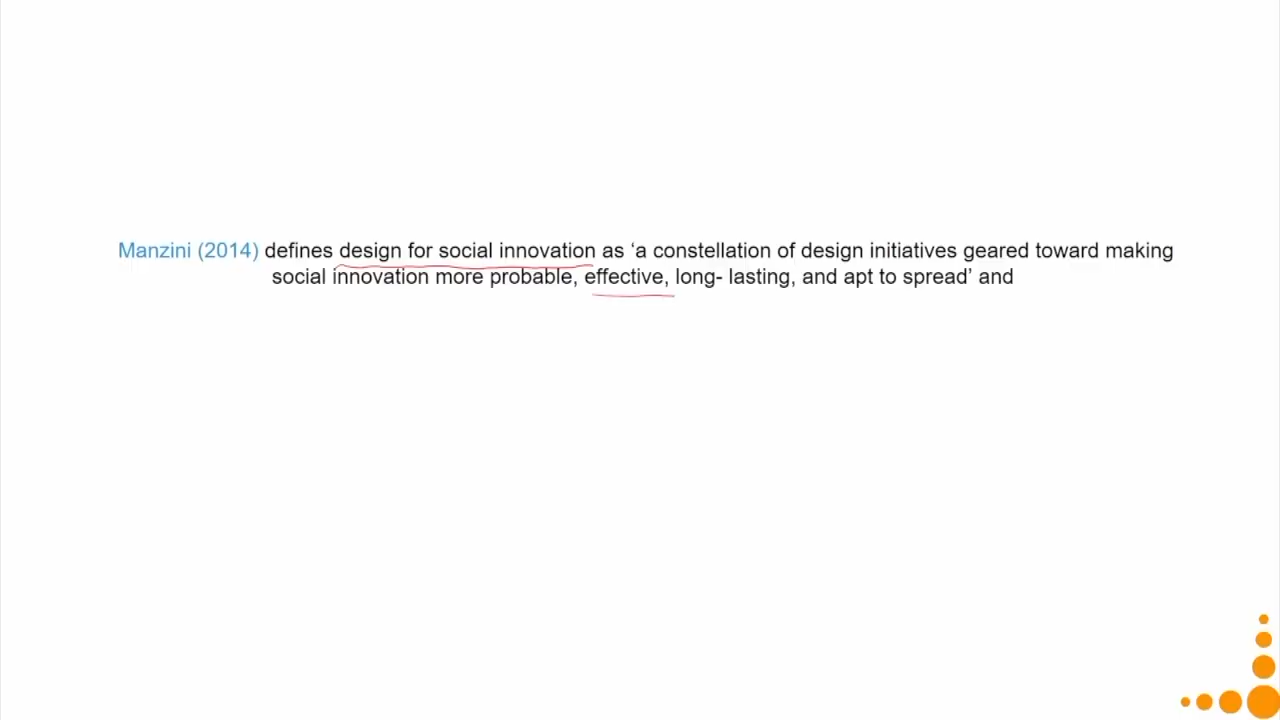 Manzini (2014) defines design for social innovation as ‘a constellation of design initiatives geared toward making
social innovation more probable, effective, long- lasting, and apt to spread’ and